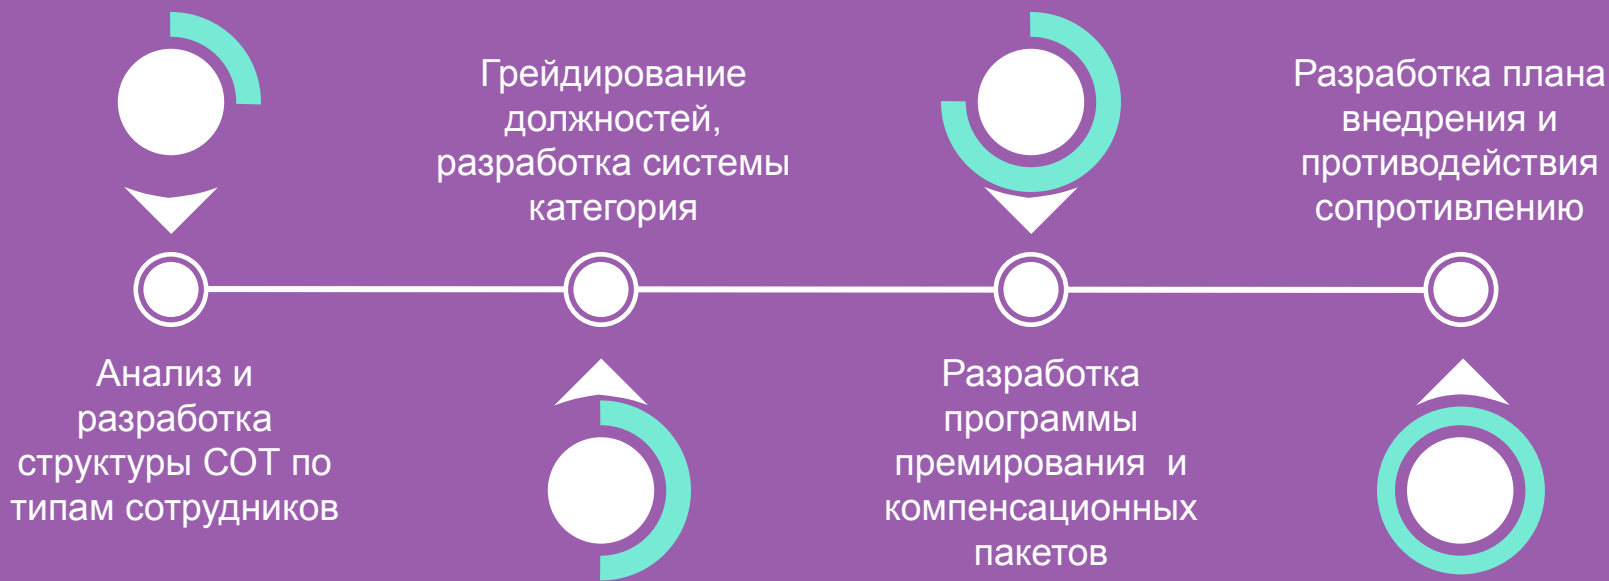 Анализ и
разработка
структуры СОТ по
типам сотрудников
Грейдирование
должностей,
разработка системы
категория
Разработка
программы
премирования  и
компенсационных
пакетов
Разработка плана
внедрения и
противодействия
сопротивлению